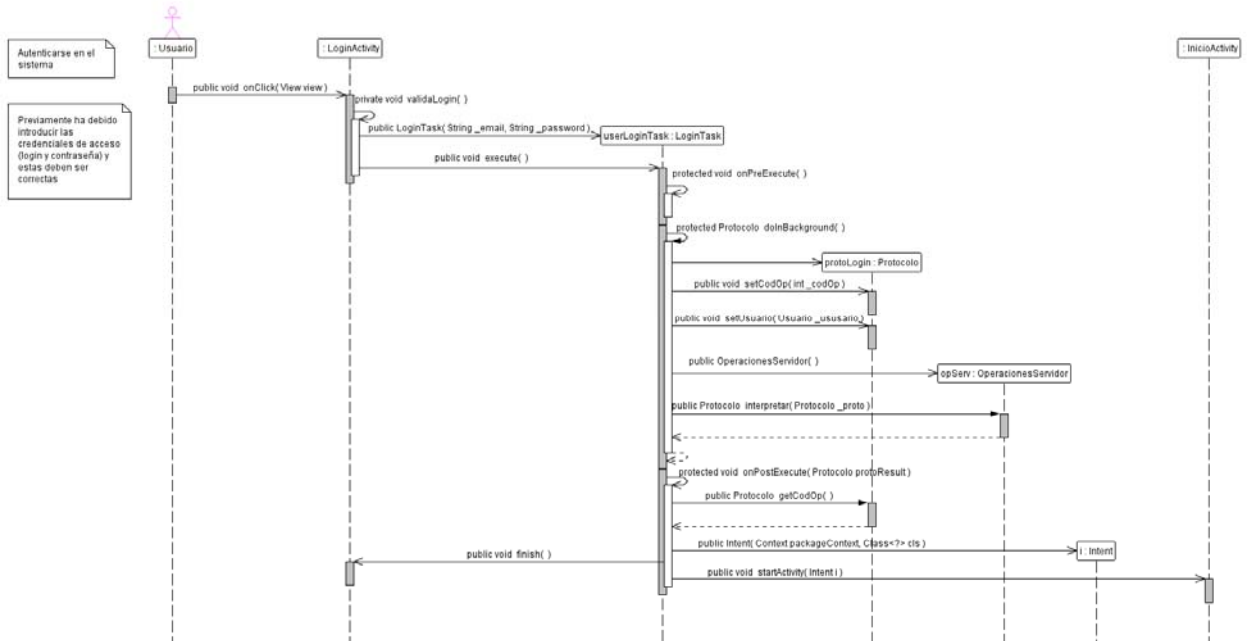 : Usuario
: LoginActivity
: InicioActivity
Autenticarse en el
sistema
public void onClick( View view )
private void validaLogin( )
Previamente ha debido
introducir las
credenciales de acceso
(login y contraseña) y
estas deben ser
correctas
public LoginTask( String _email, String _password )
userLoginTask : LoginTask
public void execute( )
protected void onPreExecute( )
protected Protocolo doInBackground( )
protoLogin : Protocolo
public void setCodOp( int _codOp )
public void setUsuario( Usuario _ususario )
public OperacionesServidor( )
opServ : OperacionesServidor
public Protocolo interpretar( Protocolo _proto )
protected void onPostExecute( Protocolo protoResult )
public Protocolo getCodOp( )
public Intent( Context packageContext, Class<?> cls )
i : Intent
public void finish( )
public void startActivity( Intent i )